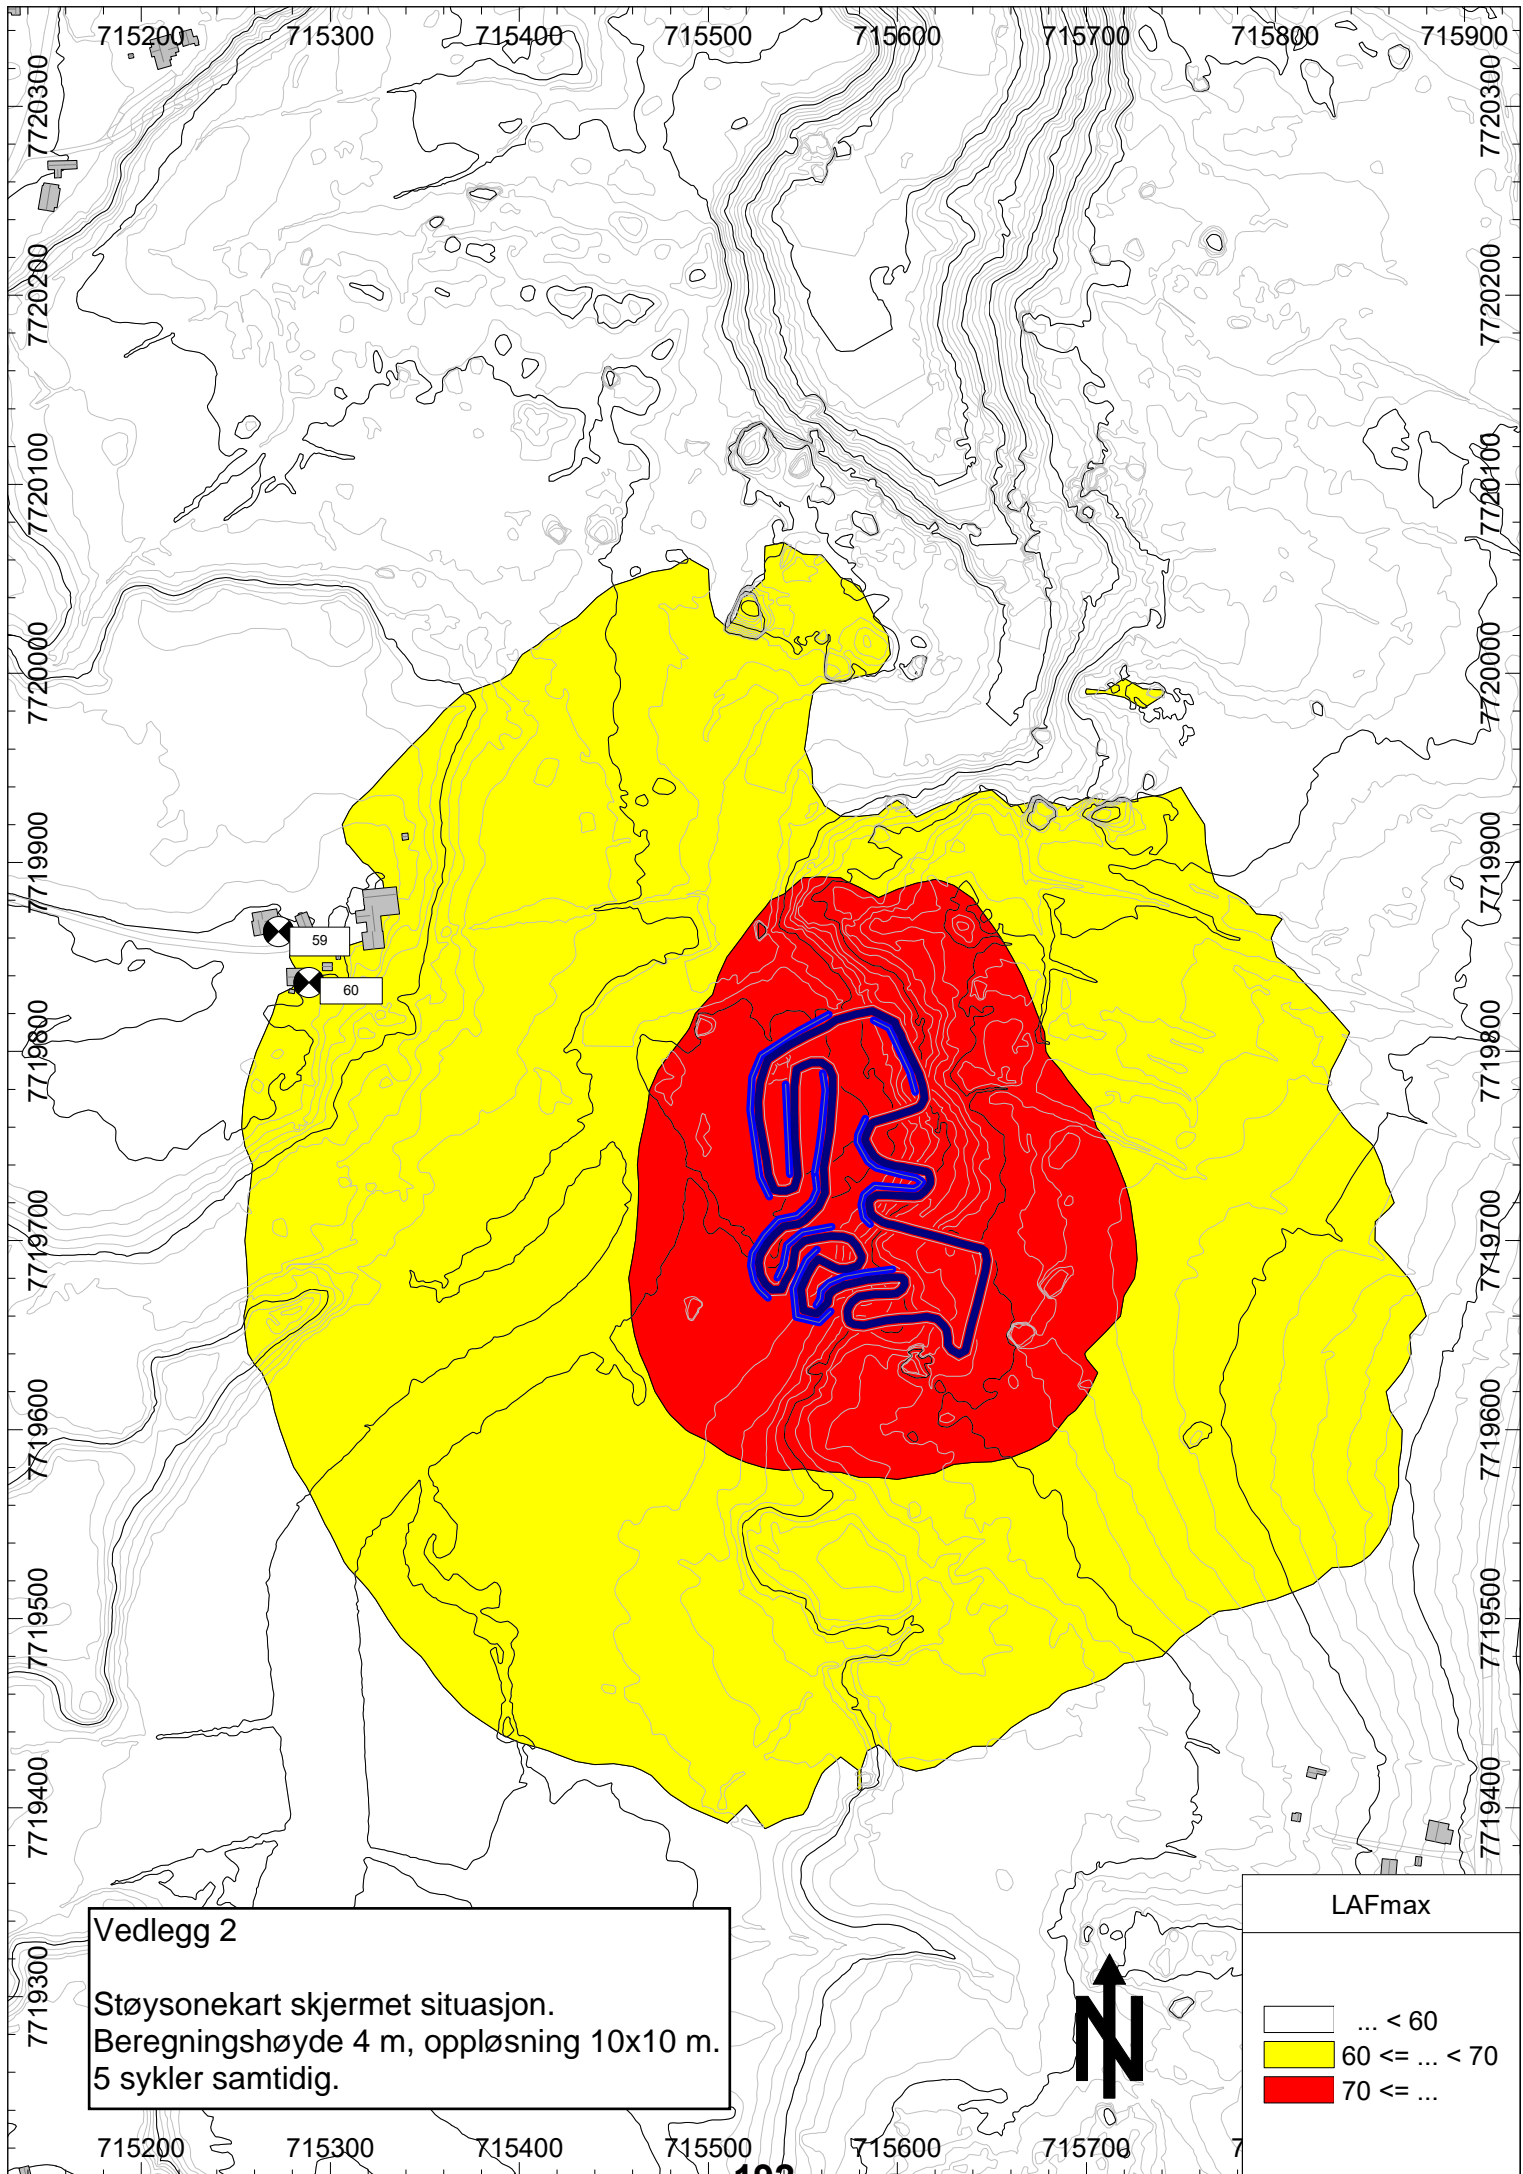 715200 715300 715400 715500 715600 715700 715800 715900
7720300 7720300
7720200 7720200
7720100 7720100
7720000 7720000
7719900 7719900
59
60
7719800 7719800
7719700 7719700
7719600 7719600
7719500 7719500
7719400 7719400
7719300
LAFmax
... < 60
60 <= ... < 70
70 <= ...
Vedlegg 2
Støysonekart skjermet situasjon.
Beregningshøyde 4 m, oppløsning 10x10 m.
5 sykler samtidig.
N
715200 715300 715400 715500 715600 715700